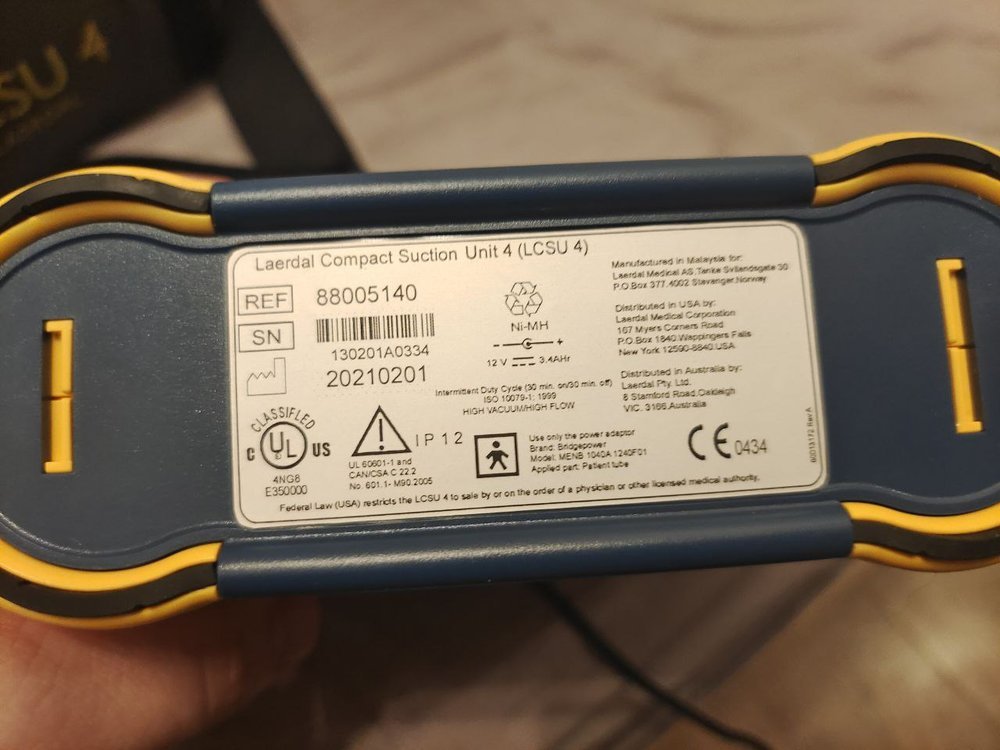 CSU 4
Laerdal Compact Suction Unit 4 (LCSU 4)
REF 88005140
SN
130201A0334
20210201
Ni-MH
- +
12 V 3.4AHr
Intermittent Duty Cycle (30 min. on/30 min. off)
ISO 10079-1: 1999
HIGH VACUUM/HIGH FLOW
Manufactured in Malaysia for:
Laerdal Medical AS,Tanke Svilandsgate 30
P.O.Box 377,4002 Stavanger,Norway
Distributed in USA by:
Laerdal Medical Corporation
167 Myers Corners Road
P.O.Box 1840,Wappingers Falls
New York 12590-8840,USA
Distributed in Australia by:
Laerdal Pty, Ltd.
8 Stamford Road,Oakleigh
VIC. 3166,Australia
CLASSIFIED
C UL US
4NG8
E350000
IP12
UL 60601-1 and
CAN/CSA C 22.2
No. 601.1- M90.2005
Use only the power adaptor
Brand: Bridgepower
Model: MENB 1040A 1240F01
Applied part: Patient tube
CE 0434
Federal Law (USA) restricts the LCSU 4 to sale by or on the order of a physician or other licensed medical authority.